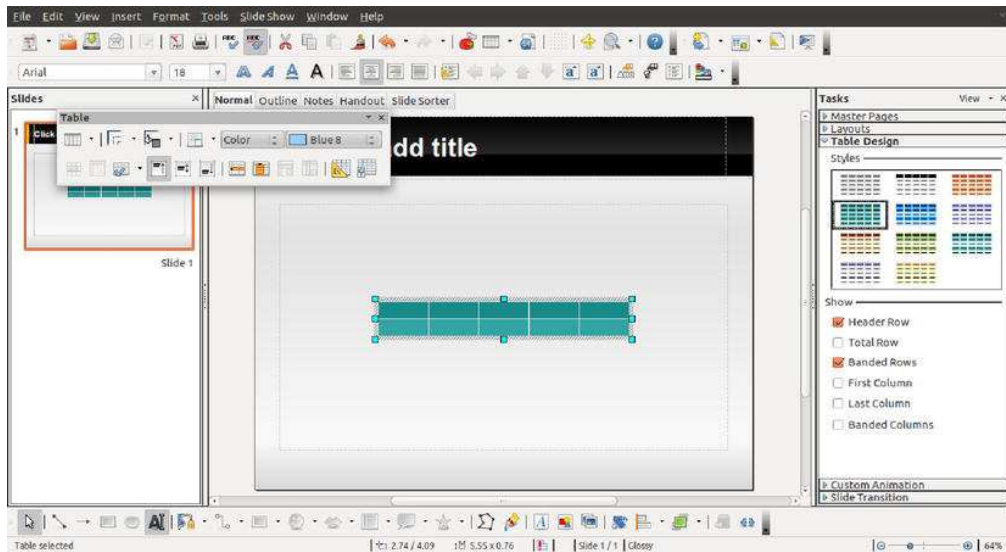 File Edit View Insert Format Tools Slide Show Window Help
Arial 18
Slides
Normal Outline Notes Handout Slide Sorter
Tasks View
Table
Color Blue 8
1
Click
dd title
Slide 1
Master Pages
Layouts
Table Design
Styles
Show
Header Row
Total Row
Banded Rows
First Column
Last Column
Banded Columns
Custom Animation
Slide Transition
Table selected 2.74 / 4.09 5.55 x 0.76 Slide 1 / 1 Glossy 64%